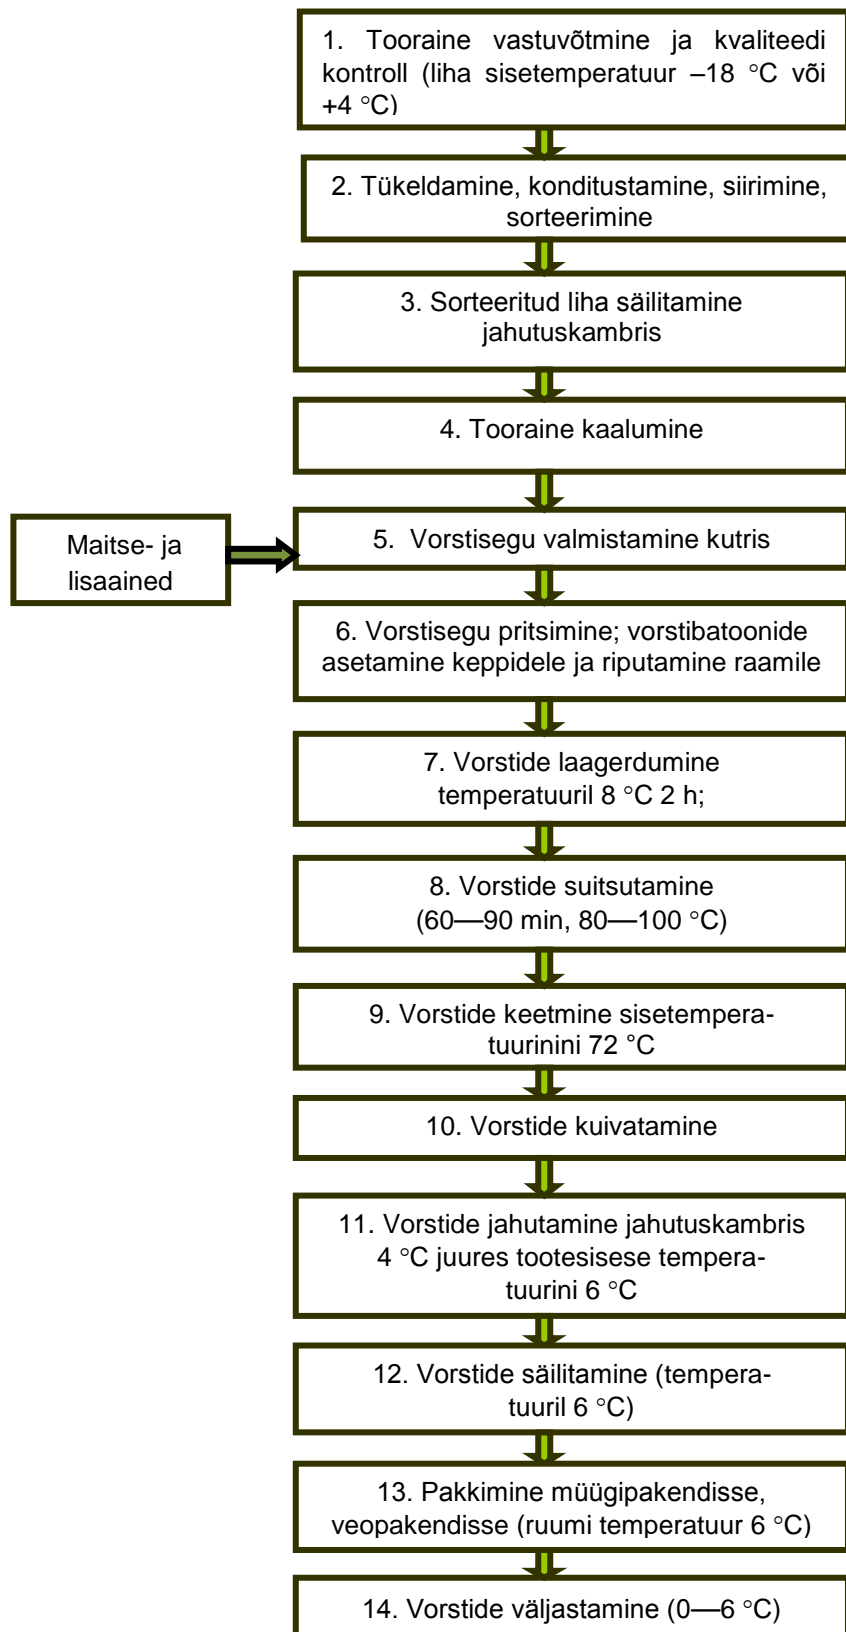 1. Tooraine vastuvõtmine ja kvaliteedi
kontroll (liha sisetemperatuur –18 °C või
+4 °C)
2. Tükeldamine, konditustamine, siirimine,
sorteerimine
3. Sorteeritud liha säilitamine
jahutuskambris
4. Tooraine kaalumine
Maitse- ja
lisaained
5. Vorstisegu valmistamine kutris
6. Vorstisegu pritsimine; vorstibatoonide
asetamine keppidele ja riputamine raamile
7. Vorstide laagerdumine
temperatuuril 8 °C 2 h;
8. Vorstide suitsutamine
(60—90 min, 80—100 °C)
9. Vorstide keetmine sisetempera-
tuurinini 72 °C
10. Vorstide kuivatamine
11. Vorstide jahutamine jahutuskambris
4 °C juures tootesisese tempera-
tuurini 6 °C
12. Vorstide säilitamine (tempera-
tuuril 6 °C)
13. Pakkimine müügipakendisse,
veopakendisse (ruumi temperatuur 6 °C)
14. Vorstide väljastamine (0—6 °C)